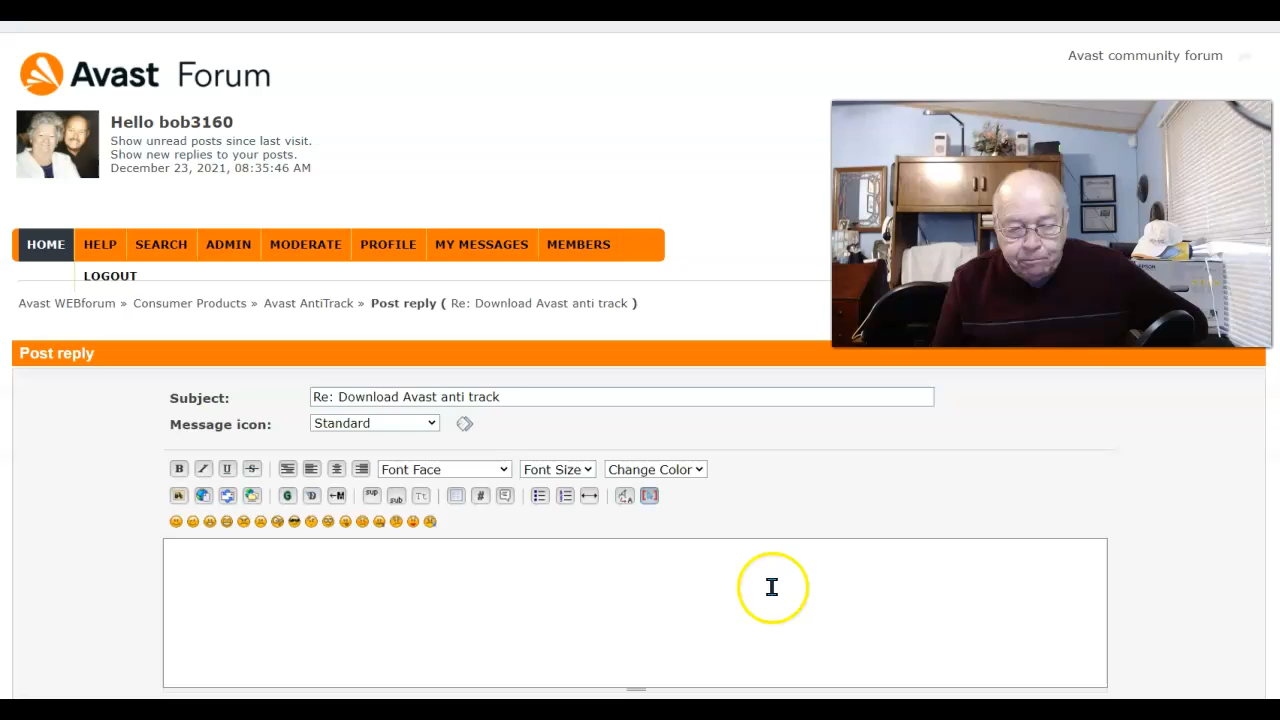 Avast Forum
Avast community forum
Hello bob3160
Show unread posts since last visit.
Show new replies to your posts.
December 23, 2021, 08:35:46 AM
HOME HELP SEARCH ADMIN MODERATE PROFILE MY MESSAGES MEMBERS
LOGOUT
Avast WEBforum » Consumer Products » Avast AntiTrack » Post reply ( Re: Download Avast anti track )
Post reply
Subject: Re: Download Avast anti track
Message icon: Standard
B I U S Font Face Font Size Change Color
G D M sup sub Tt #